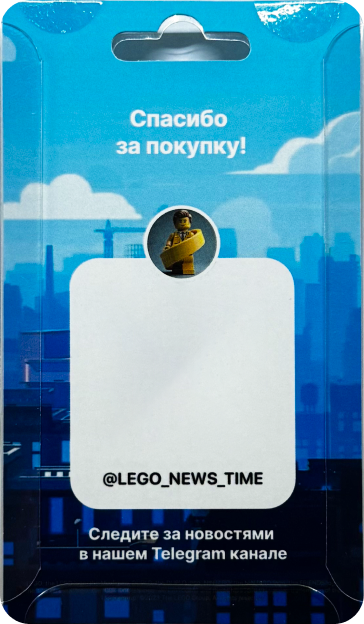 Спасибо
за покупку!
@LEGO_NEWS_TIME
Следите за новостями
в нашем Telegram канале